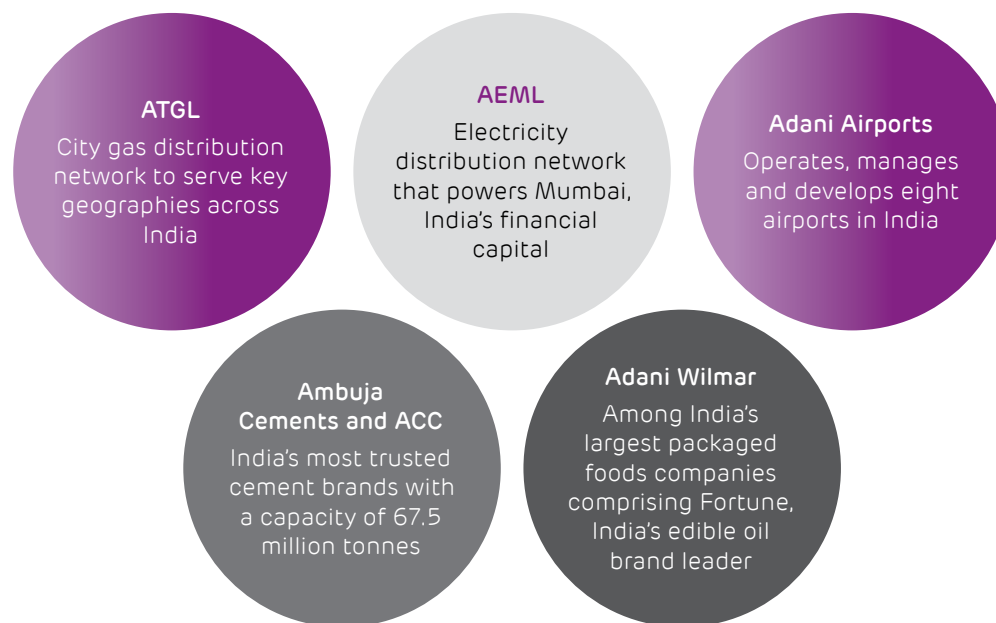 ATGL
City gas distribution
network to serve key
geographies across
India
AEML
Electricity
distribution network
that powers Mumbai,
India’s financial
capital
Adani Airports
Operates, manages
and develops eight
airports in India
Ambuja
Cements and ACC
India’s most trusted
cement brands with
a capacity of 67.5
million tonnes
Adani Wilmar
Among India’s
largest packaged
foods companies
comprising Fortune,
India’s edible oil
brand leader